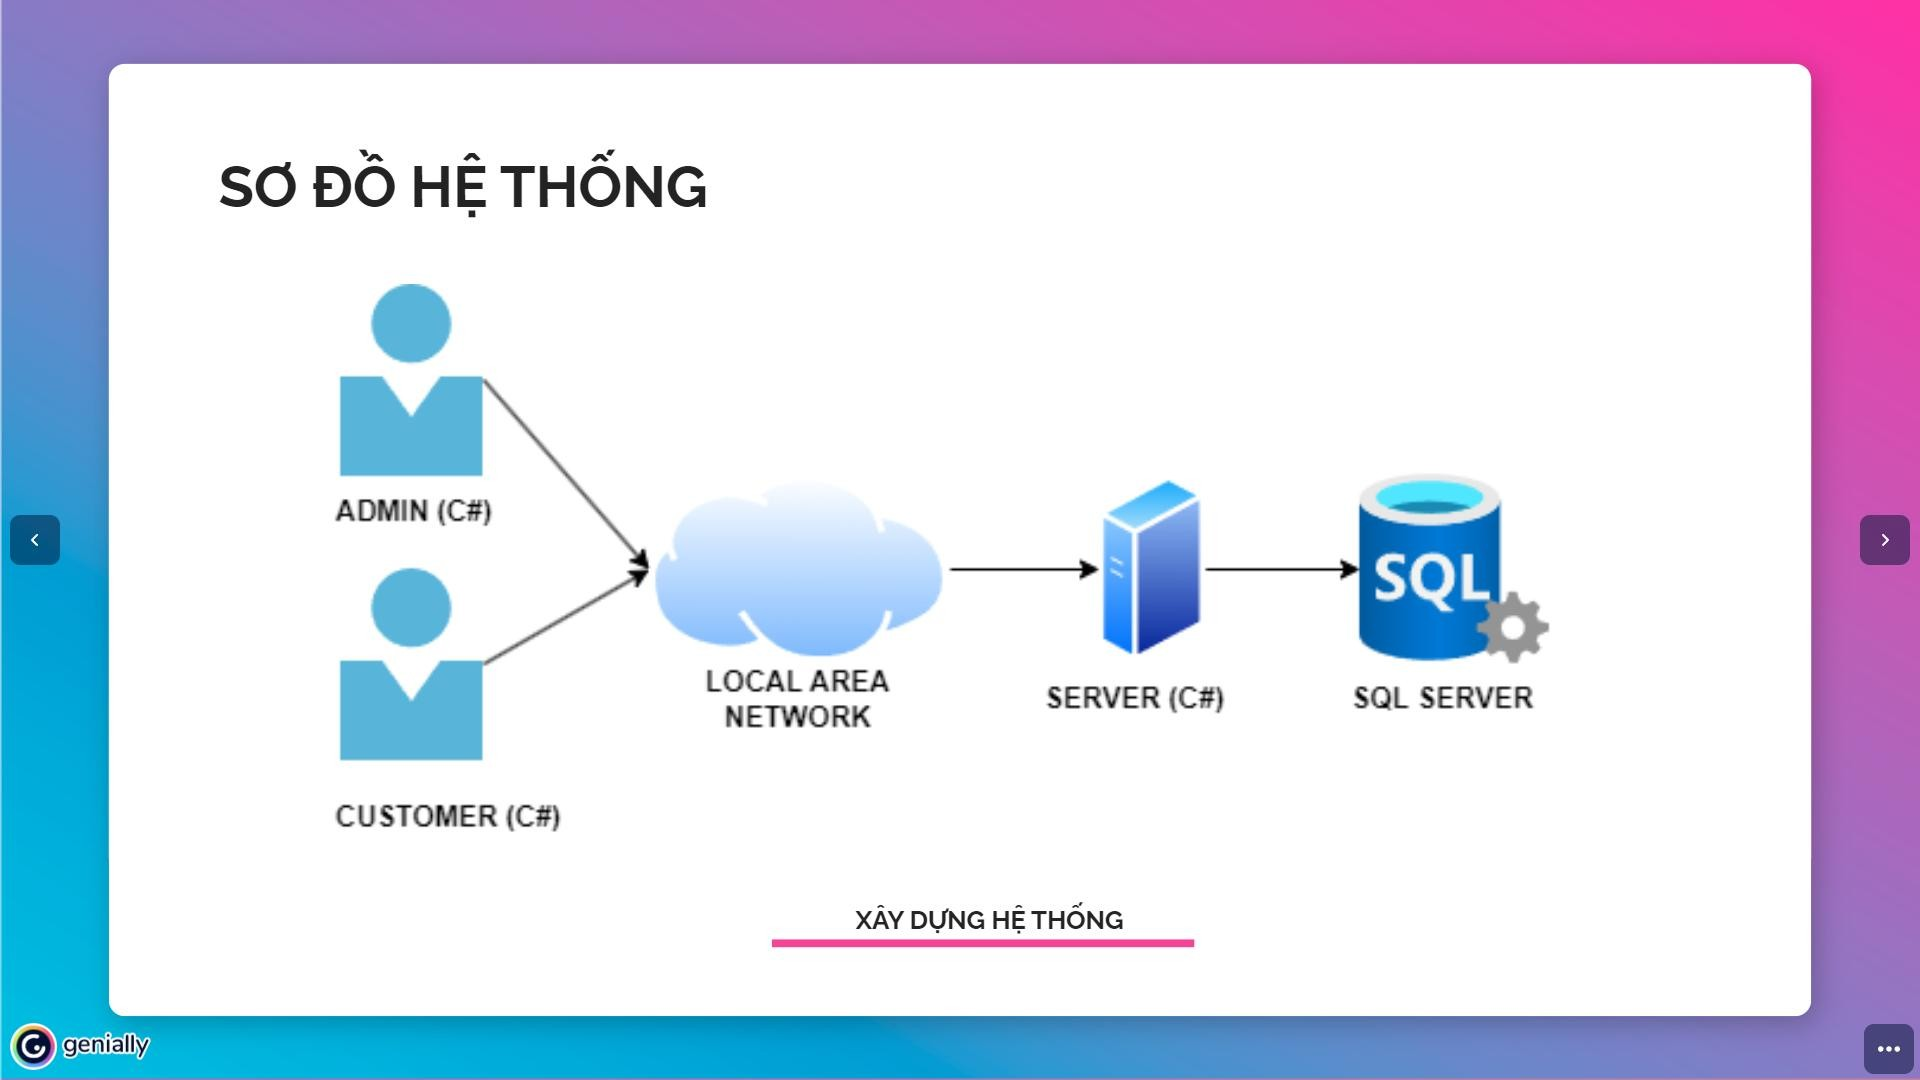 SƠ ĐỒ HỆ THỐNG
ADMIN (C#)
CUSTOMER (C#)
LOCAL AREA
NETWORK
SERVER (C#)
SQL
SQL SERVER
XÂY DỰNG HỆ THỐNG
genially